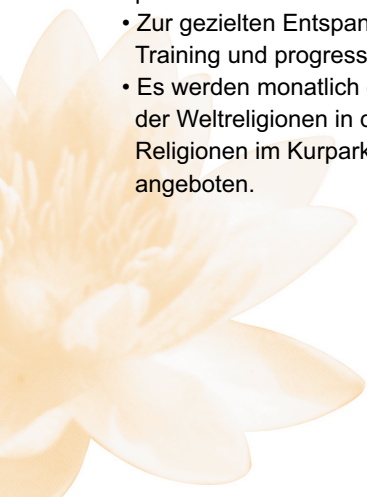 • Zur gezielten Entspan
Training und progress
• Es werden monatlich
der Weltreligionen in
Religionen im Kurpark
angeboten.